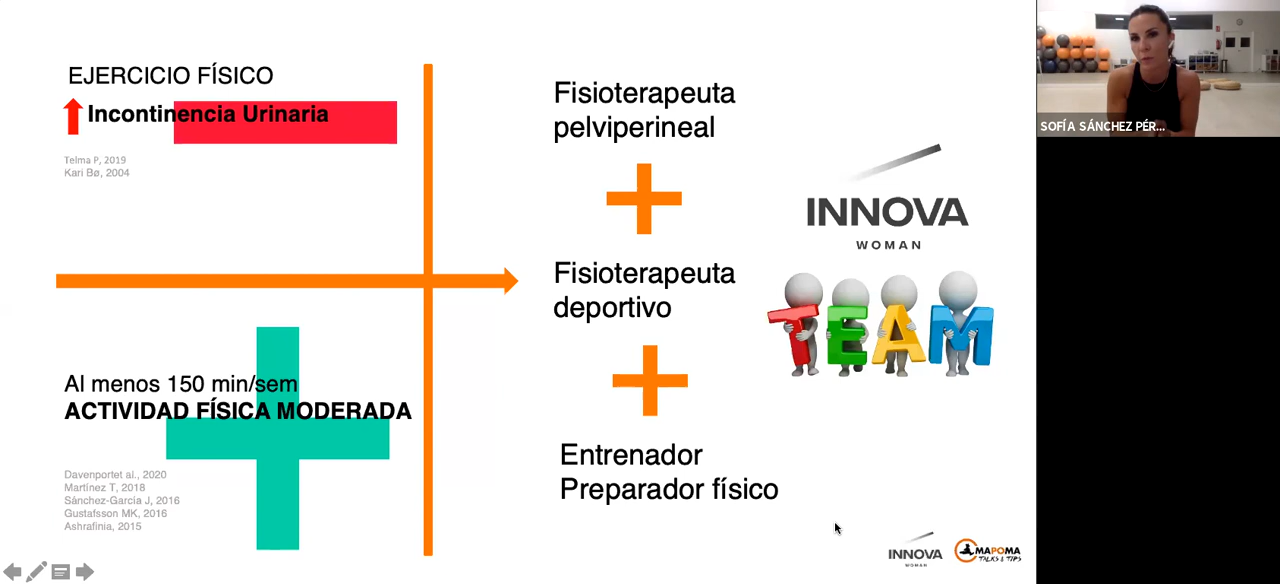 EJERCICIO FÍSICO
Incontinencia Urinaria
Telma P, 2019
Kari Bø, 2004
Al menos 150 min/sem
ACTIVIDAD FÍSICA MODERADA
Davenportet ai., 2020
Martínez T, 2018
Sánchez-García J, 2016
Gustafsson MK, 2016
Ashrafinia, 2015
Fisioterapeuta
pelviperineal
Fisioterapeuta
deportivo
Entrenador
Preparador físico
INNOVA
WOMAN
TEAM
INNOVA
WOMAN
MAPOMA
TALKS & TIPS
SOFÍA SÁNCHEZ PÉR...